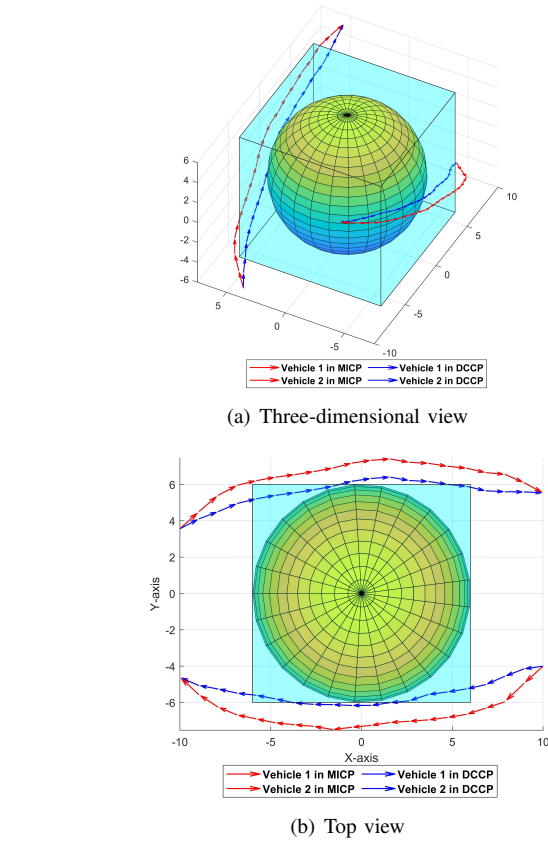 6
4
2
0
-2
-4
-6
5
0
-5
-10
-5
0
5
10
Vehicle 1 in MICP Vehicle 1 in DCCP
Vehicle 2 in MICP Vehicle 2 in DCCP
(a) Three-dimensional view
6
4
2
0
-2
-4
-6
Y-axis
-10 -5 0 5 10
X-axis
Vehicle 1 in MICP Vehicle 1 in DCCP
Vehicle 2 in MICP Vehicle 2 in DCCP
(b) Top view